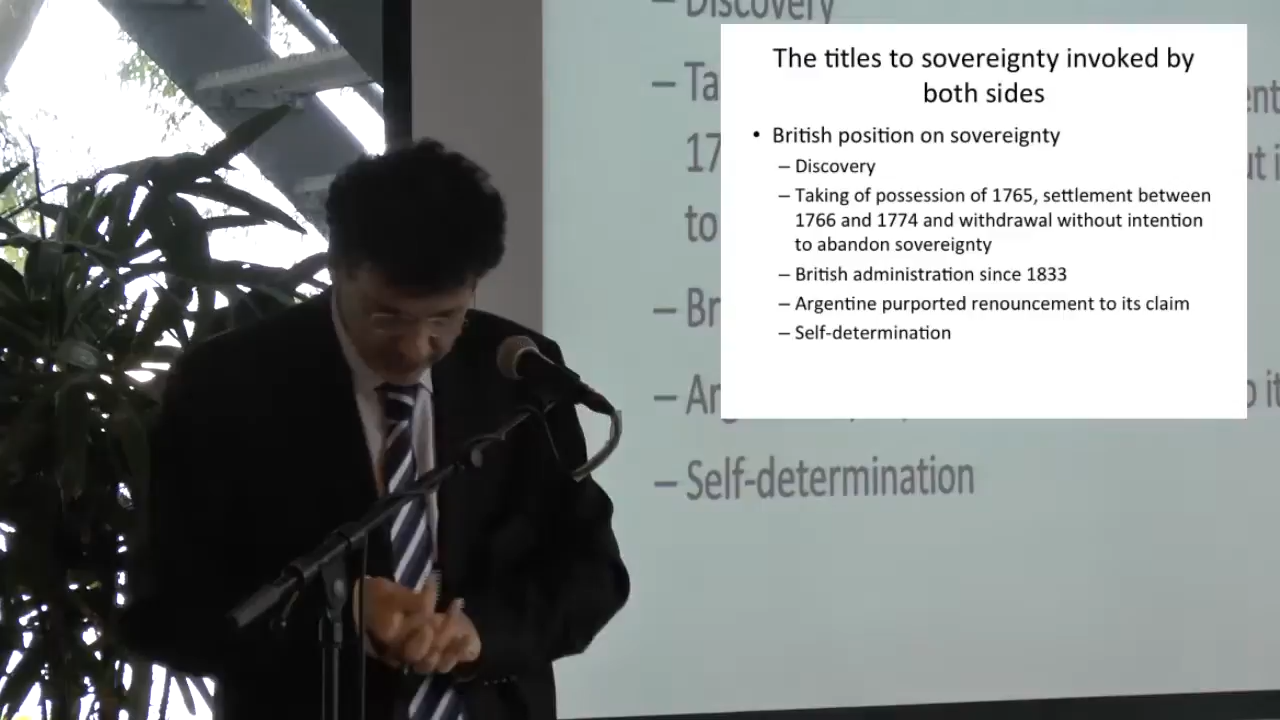 The titles to sovereignty invoked by
both sides
• British position on sovereignty
– Discovery
– Taking of possession of 1765, settlement between
1766 and 1774 and withdrawal without intention
to abandon sovereignty
– British administration since 1833
– Argentine purported renouncement to its claim
– Self-determination
– Discovery
– Ta
17
to
– Br
– Ar
– Self-determination